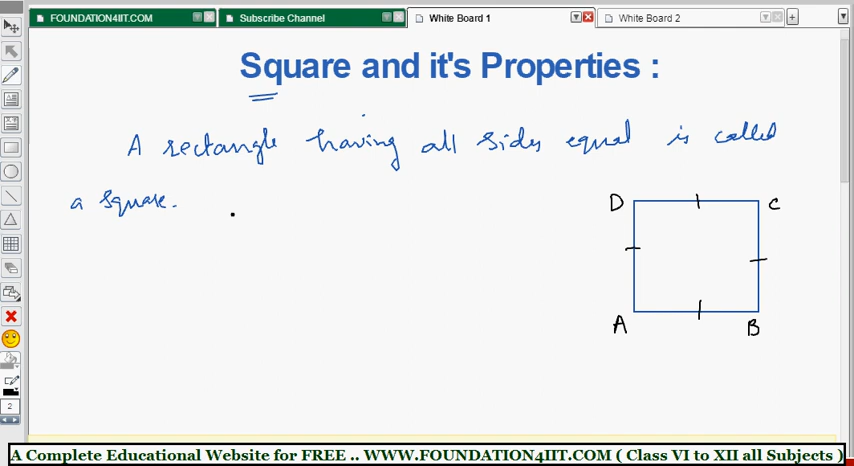 FOUNDATION4IIT.COM
Subscribe Channel
White Board 1
White Board 2
Square and it's Properties :
A rectangle having all sides equal is called
a square.
D
C
A
B
2
A Complete Educational Website for FREE .. WWW.FOUNDATION4IIT.COM ( Class VI to XII all Subjects )